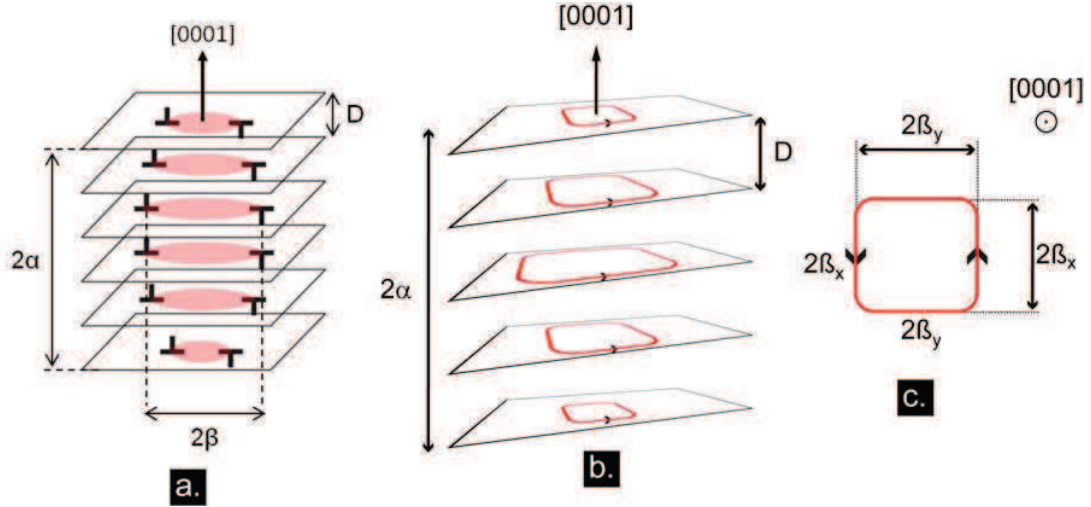 [0001]
D
2α
2β
a.
[0001]
D
2α
b.
[0001]
2ßy
2ßx
2ßx
2ßy
c.